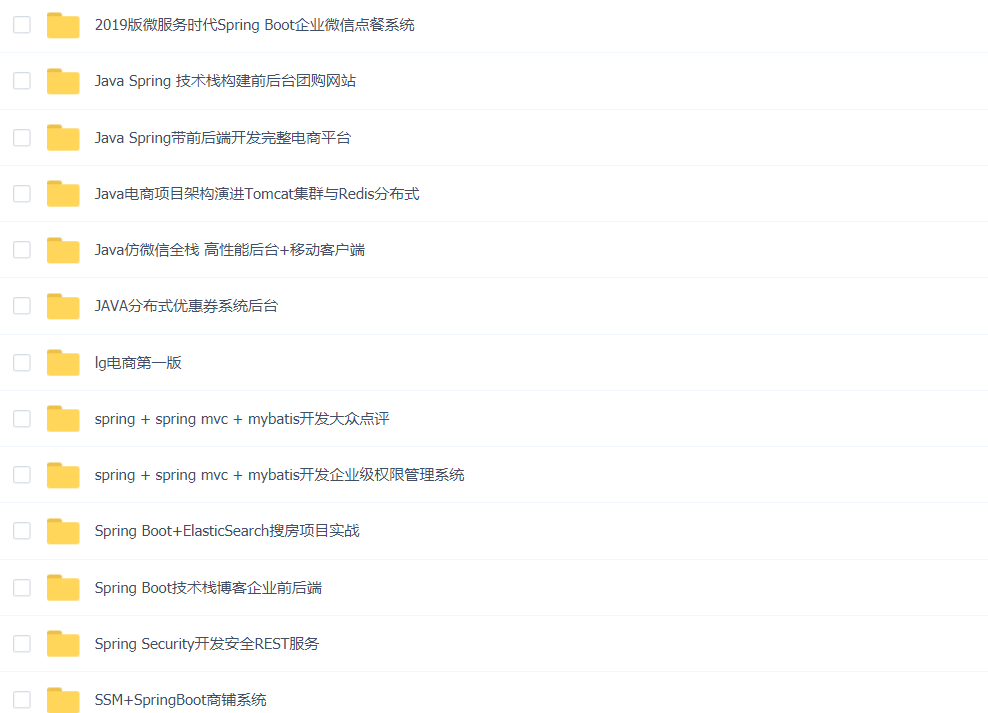 2019版微服务时代Spring Boot企业微信点餐系统
Java Spring 技术栈构建前后台团购网站
Java Spring带前后端开发完整电商平台
Java电商项目架构演进Tomcat集群与Redis分布式
Java仿微信全栈 高性能后台+移动客户端
JAVA分布式优惠券系统后台
lg电商第一版
spring + spring mvc + mybatis开发大众点评
spring + spring mvc + mybatis开发企业级权限管理系统
Spring Boot+ElasticSearch搜房项目实战
Spring Boot技术栈博客企业前后端
Spring Security开发安全REST服务
SSM+SpringBoot商铺系统